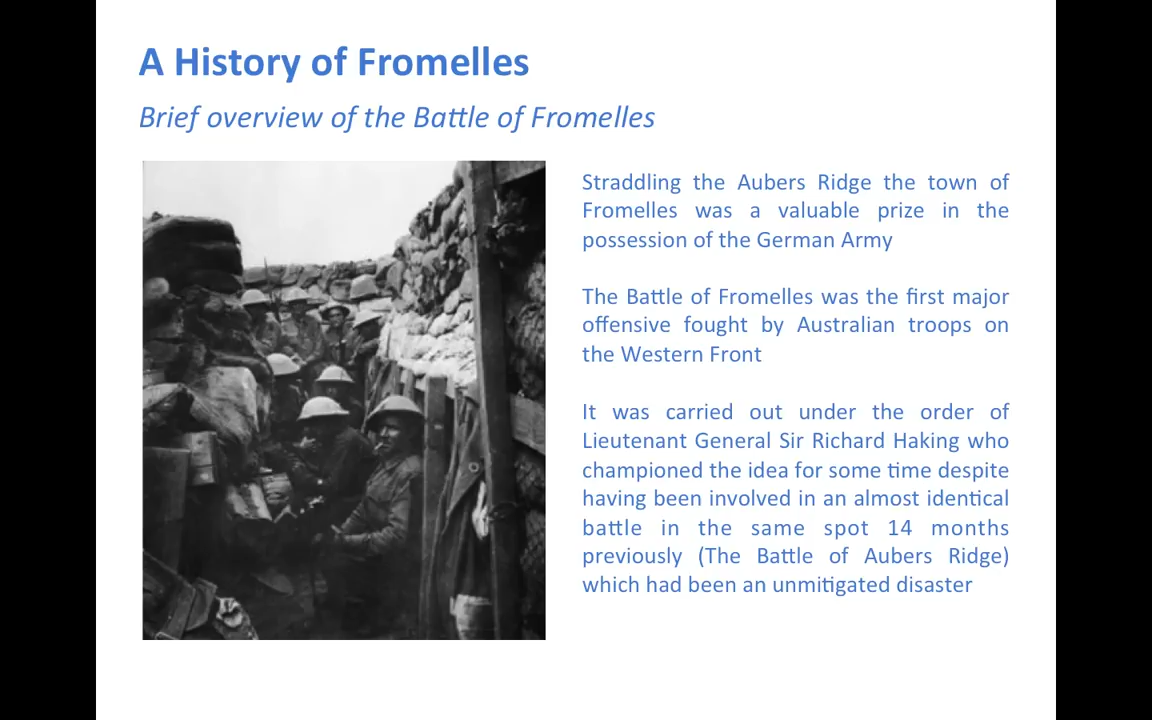 A History of Fromelles
Brief overview of the Battle of Fromelles
Straddling the Aubers Ridge the town of
Fromelles was a valuable prize in the
possession of the German Army
The Battle of Fromelles was the first major
offensive fought by Australian troops on
the Western Front
It was carried out under the order of
Lieutenant General Sir Richard Haking who
championed the idea for some time despite
having been involved in an almost identical
battle in the same spot 14 months
previously (The Battle of Aubers Ridge)
which had been an unmitigated disaster